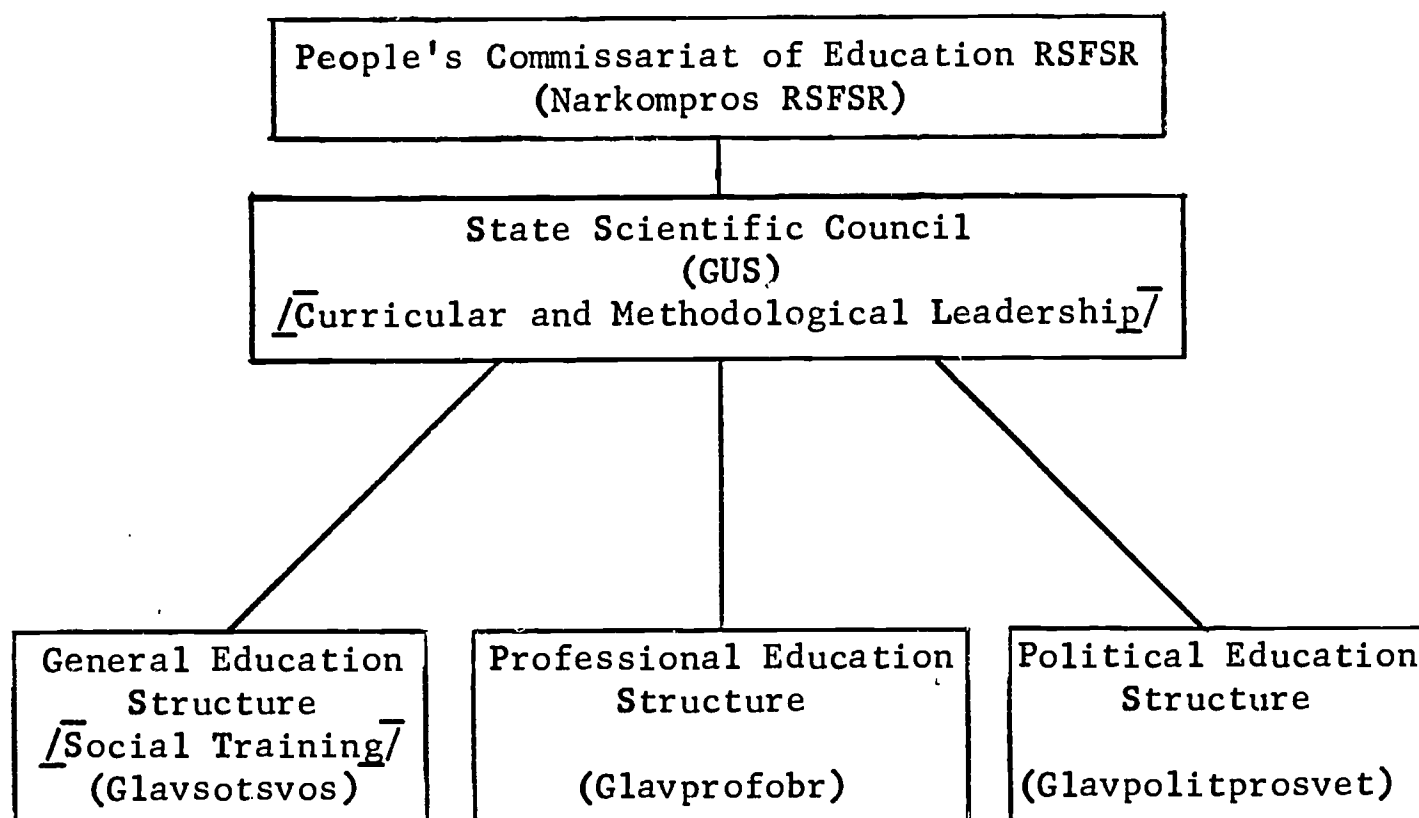 People's Commissariat of Education RSFSR
(Narkompros RSFSR)
State Scientific Council
(GUS)
/Curricular and Methodological Leadership/
General Education
Structure
/Social Training/
(Glavsotsvos)
Professional Education
Structure
(Glavprofobr)
Political Education
Structure
(Glavpolitprosvet)